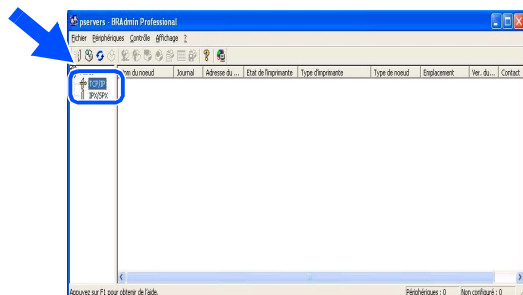 pservers - BRAdmin Professional
Fichier Périphériques Contrôle Affichage ?
Nom du noeud Journal Adresse du ... Etat de l'imprimante Type d'imprimante Type de noeud Emplacement Ver. du... Contact
TCP/IP
IPX/SPX
Appuyez sur F1 pour obtenir de l'aide. Périphériques : 0 Non configuré : 0